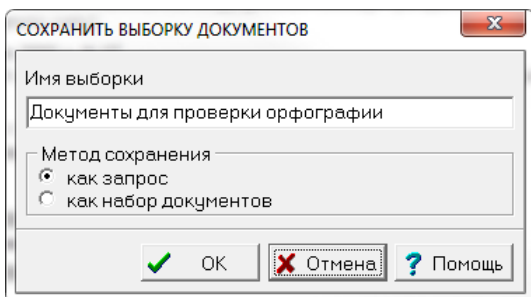 СОХРАНИТЬ ВЫБОРКУ ДОКУМЕНТОВ
Имя выборки
Документы для проверки орфографии
Метод сохранения
как запрос
как набор документов
OK Отмена ? Помощь